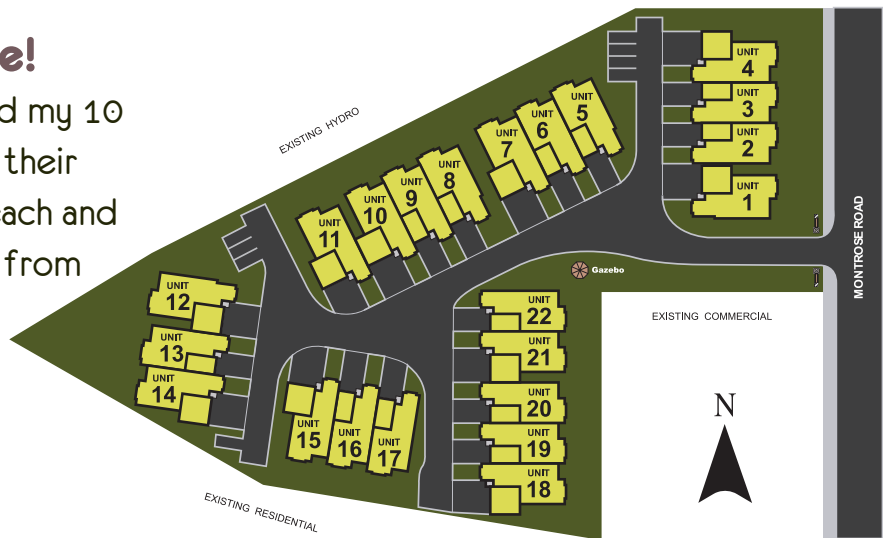 e!
d my 10
their
each and
from
EXISTING HYDRO
UNIT
4
UNIT
3
UNIT
2
UNIT
1
UNIT
5
UNIT
6
UNIT
7
UNIT
8
UNIT
9
UNIT
10
UNIT
11
UNIT
12
UNIT
13
UNIT
14
UNIT
15
UNIT
16
UNIT
17
UNIT
22
UNIT
21
UNIT
20
UNIT
19
UNIT
18
Gazebo
EXISTING COMMERCIAL
MONTROSE ROAD
N
EXISTING RESIDENTIAL